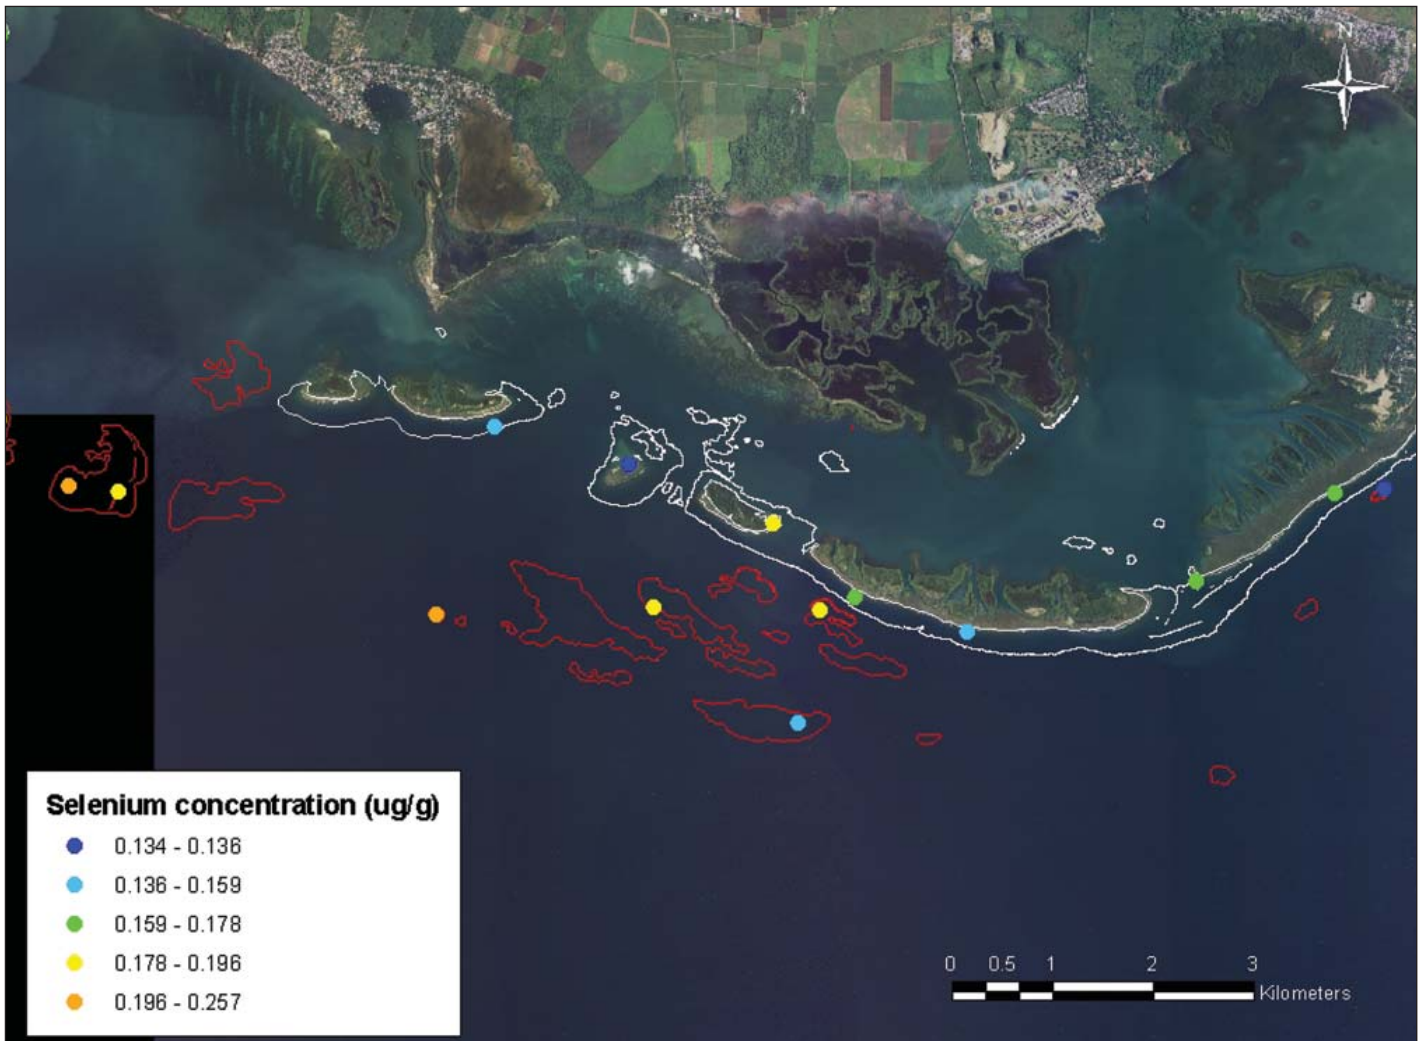 N
Selenium concentration (ug/g)
0.134 - 0.136
0.136 - 0.159
0.159 - 0.178
0.178 - 0.196
0.196 - 0.257
0 0.5 1 2 3
Kilometers